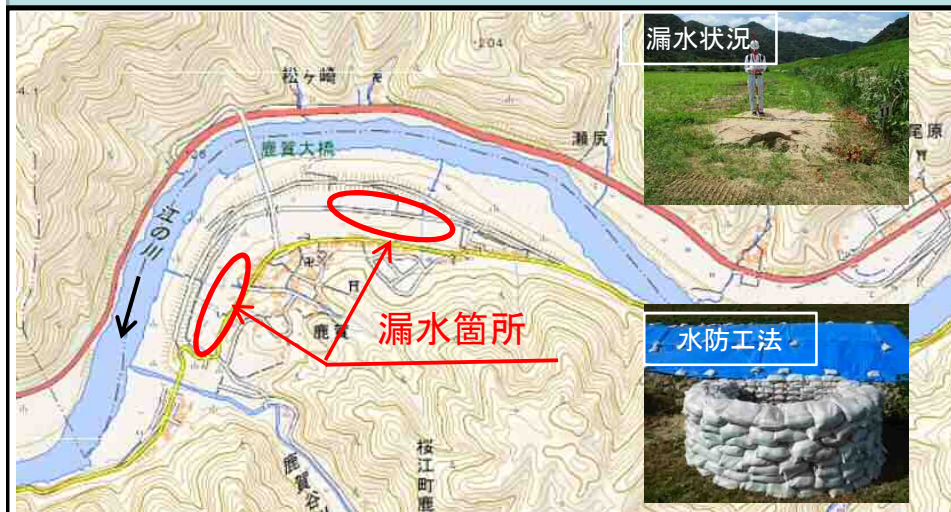 漏水状況
・204
松ヶ崎
鹿賀大橋
瀬尻
尾原
江の川
鹿賀
漏水箇所
水防工法
鹿賀谷
桜江町鹿